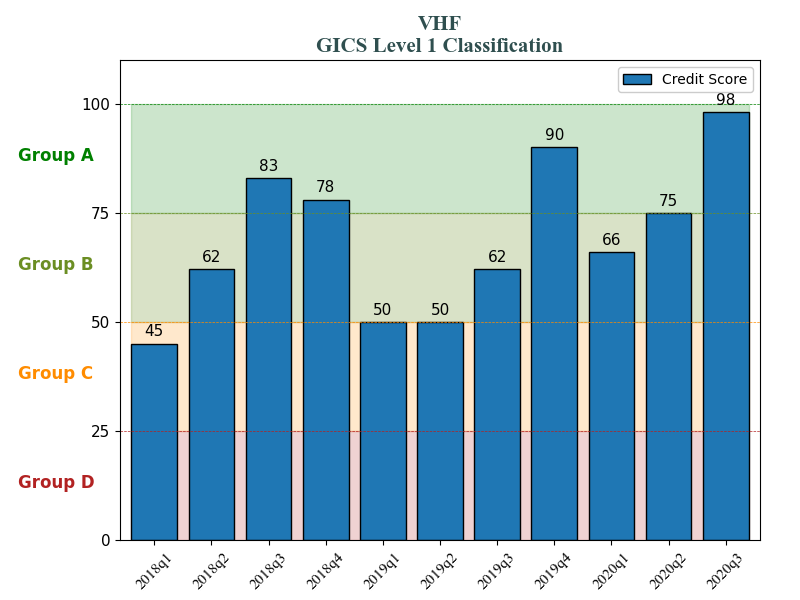 VHF
GICS Level 1 Classification
Credit Score
100
75
50
25
0
Group A
Group B
Group C
Group D
45
62
83
78
50
50
62
90
66
75
98
2018q1
2018q2
2018q3
2018q4
2019q1
2019q2
2019q3
2019q4
2020q1
2020q2
2020q3